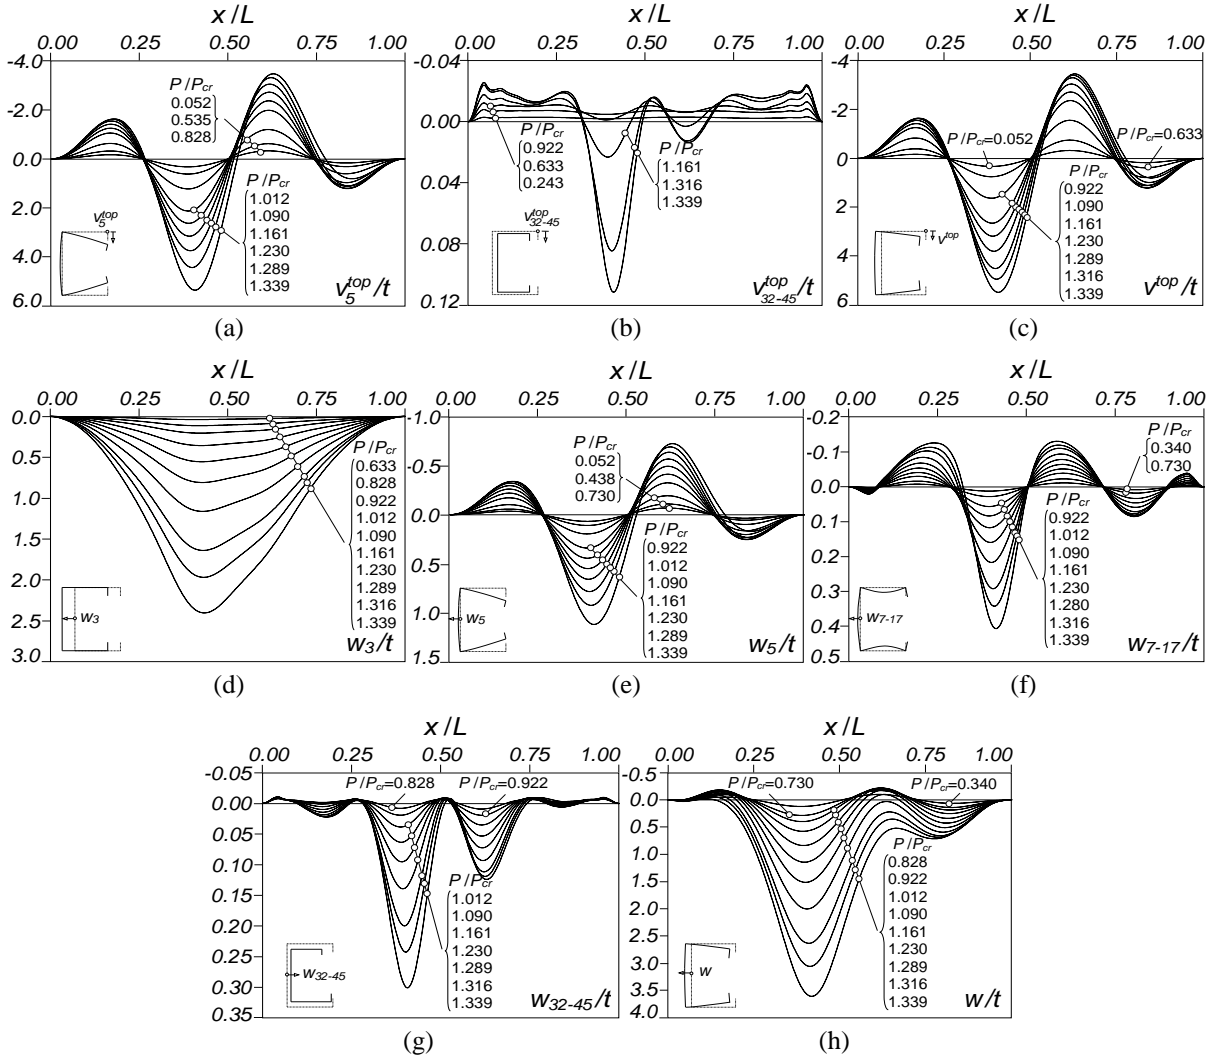 x/L x/L x/L
0.00 0.25 0.50 0.75 1.00 0.00 0.25 0.50 0.75 1.00 0.00 0.25 0.50 0.75 1.00
-4.0
-2.0
0.0
2.0
4.0
6.0
P/Pcr
0.052
0.535
0.828
P/Pcr
1.012
1.090
1.161
1.230
1.289
1.339
v5top
v5top/t
(a)
-0.04
0.00
0.04
0.08
0.12
P/Pcr
0.922
0.633
0.243
P/Pcr
1.161
1.316
1.339
v32-45top
v32-45top/t
(b)
-4
-2
0
2
4
6
P/Pcr=0.052
P/Pcr=0.633
P/Pcr
0.922
1.090
1.161
1.230
1.289
1.316
1.339
vtop
vtop/t
(c)
x/L x/L x/L
0.00 0.25 0.50 0.75 1.00 0.00 0.25 0.50 0.75 1.00 0.00 0.25 0.50 0.75 1.00
0.0
0.5
1.0
1.5
2.0
2.5
3.0
P/Pcr
0.633
0.828
0.922
1.012
1.090
1.161
1.230
1.289
1.316
1.339
w3
w3/t
(d)
-1.0
-0.5
0.0
0.5
1.0
1.5
P/Pcr
0.052
0.438
0.730
P/Pcr
0.922
1.012
1.090
1.161
1.230
1.289
1.339
w5
w5/t
(e)
-0.2
-0.1
0.0
0.1
0.2
0.3
0.4
0.5
P/Pcr
0.340
0.730
P/Pcr
0.922
1.012
1.090
1.161
1.230
1.280
1.316
1.339
w7-17
w7-17/t
(f)
x/L x/L
0.00 0.25 0.50 0.75 1.00 0.00 0.25 0.50 0.75 1.00
-0.05
0.00
0.05
0.10
0.15
0.20
0.25
0.30
0.35
P/Pcr=0.828
P/Pcr=0.922
P/Pcr
1.012
1.090
1.161
1.230
1.289
1.316
1.339
w32-45
w32-45/t
(g)
-0.5
0.0
0.5
1.0
1.5
2.0
2.5
3.0
3.5
4.0
P/Pcr=0.730
P/Pcr=0.340
P/Pcr
0.828
0.922
1.012
1.090
1.161
1.230
1.289
1.316
1.339
w
w/t
(h)